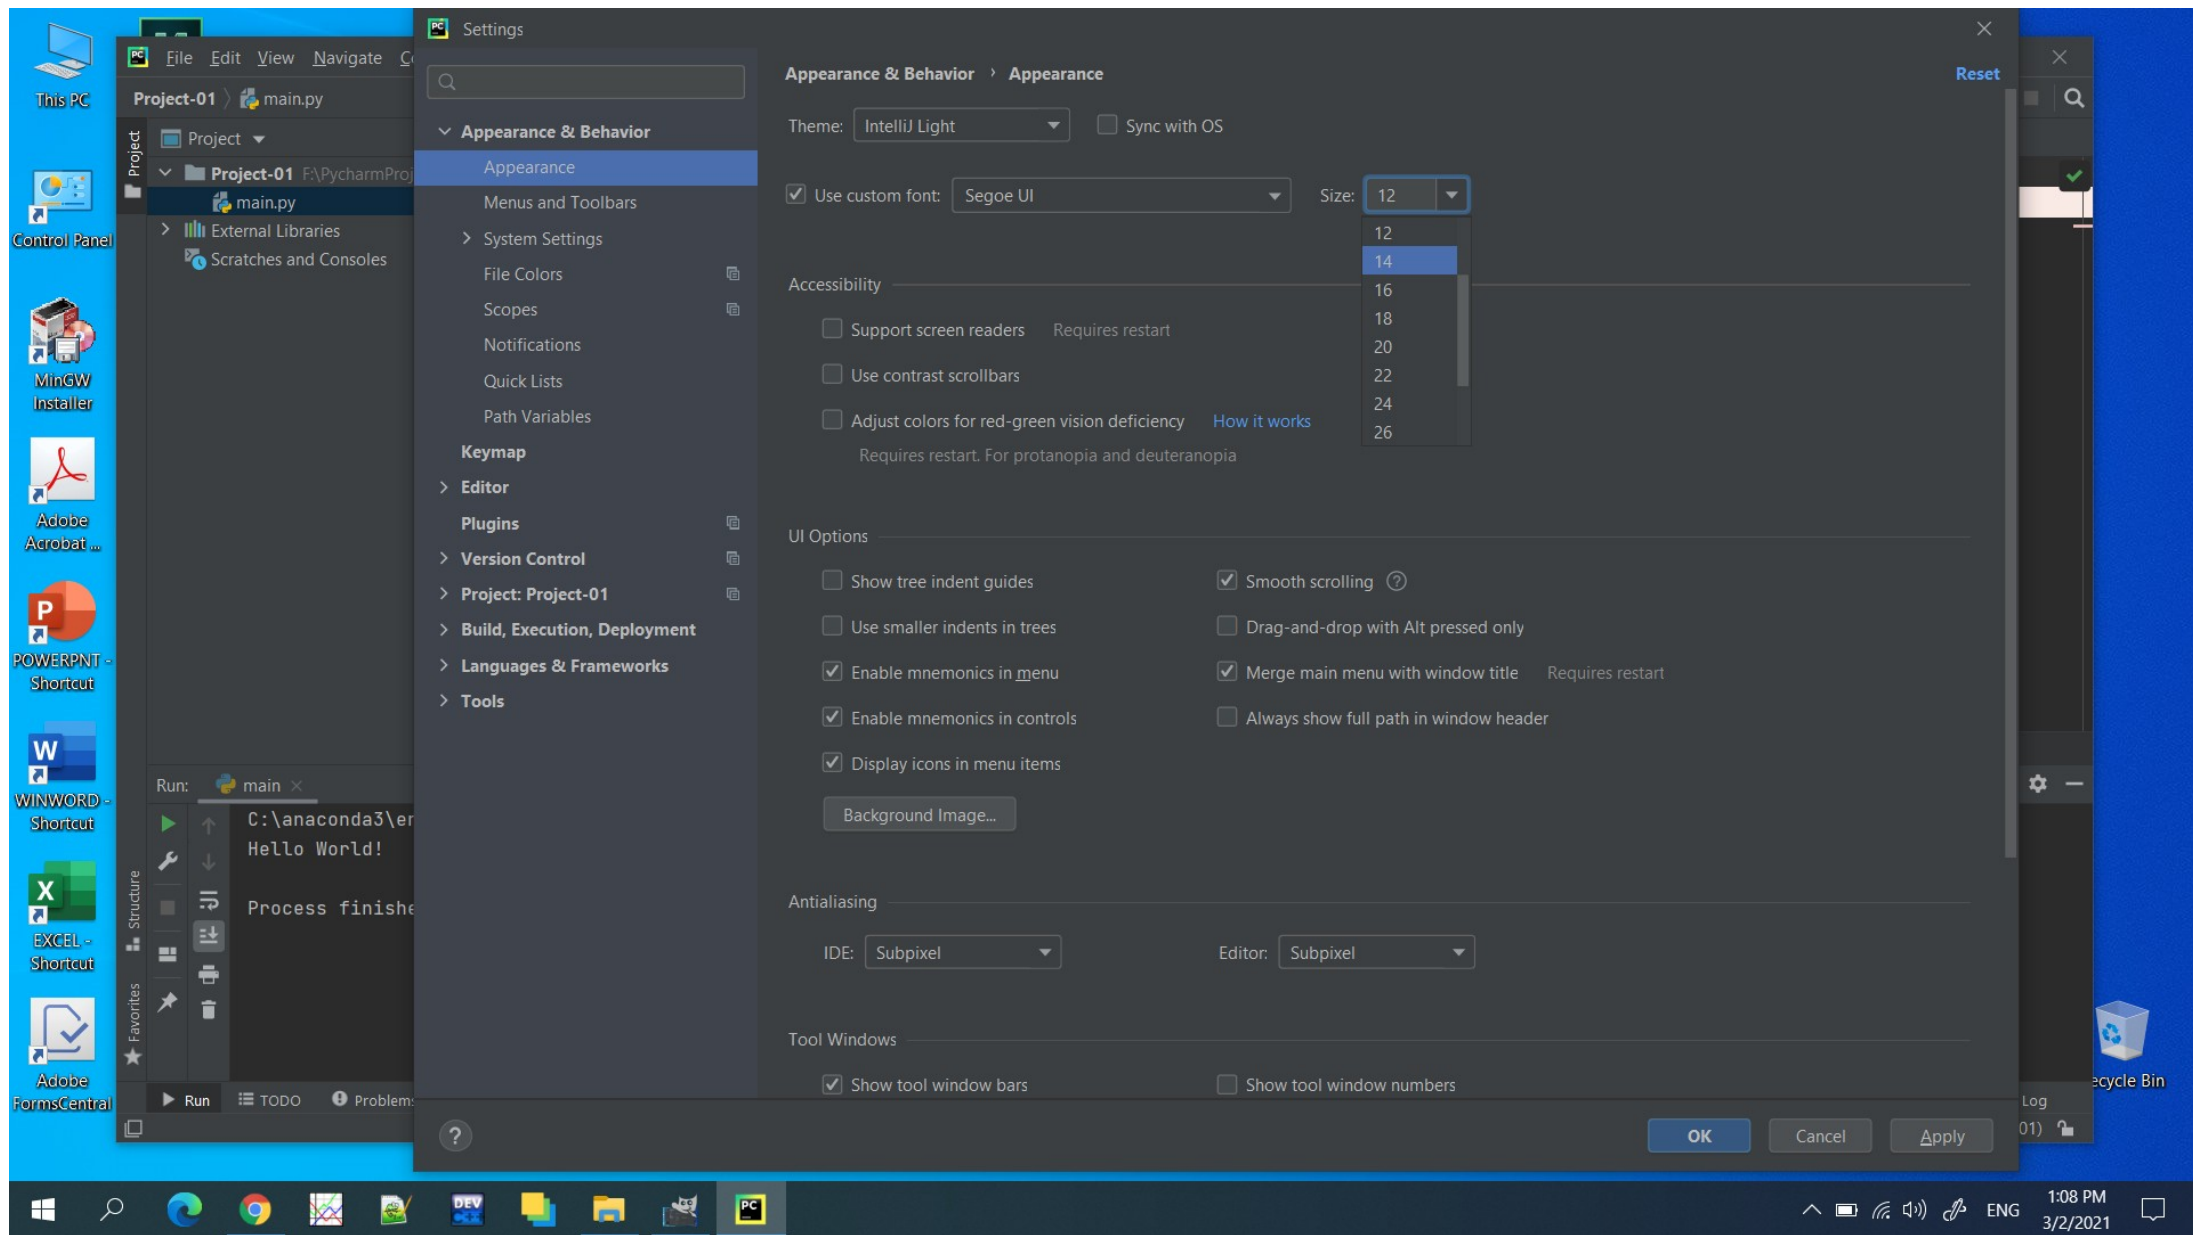 This PC
Control Panel
MinGW
Installer
Adobe
Acrobat ...
POWERPNT -
Shortcut
WINWORD -
Shortcut
EXCEL -
Shortcut
Adobe
FormsCentral
File Edit View Navigate
Project-01 main.py
Project
Project
Project-01 F:\PycharmProj
main.py
External Libraries
Scratches and Consoles
Run: main
C:\anaconda3\en
Hello World!
Process finishe
Structure
Favorites
Run TODO Problems
Settings
Appearance & Behavior
Appearance
Menus and Toolbars
System Settings
File Colors
Scopes
Notifications
Quick Lists
Path Variables
Keymap
Editor
Plugins
Version Control
Project: Project-01
Build, Execution, Deployment
Languages & Frameworks
Tools
?
Appearance & Behavior › Appearance Reset
Theme: IntelliJ Light Sync with OS
Use custom font: Segoe UI Size: 12
12
14
16
18
20
22
24
26
Accessibility
Support screen readers Requires restart
Use contrast scrollbars
Adjust colors for red-green vision deficiency How it works
Requires restart. For protanopia and deuteranopia
UI Options
Show tree indent guides Smooth scrolling ?
Use smaller indents in trees Drag-and-drop with Alt pressed only
Enable mnemonics in menu Merge main menu with window title Requires restart
Enable mnemonics in controls Always show full path in window header
Display icons in menu items
Background Image...
Antialiasing
IDE: Subpixel Editor: Subpixel
Tool Windows
Show tool window bars Show tool window numbers
OK Cancel Apply
Log
01)
ecycle Bin
DEV
PC
ENG
1:08 PM
3/2/2021